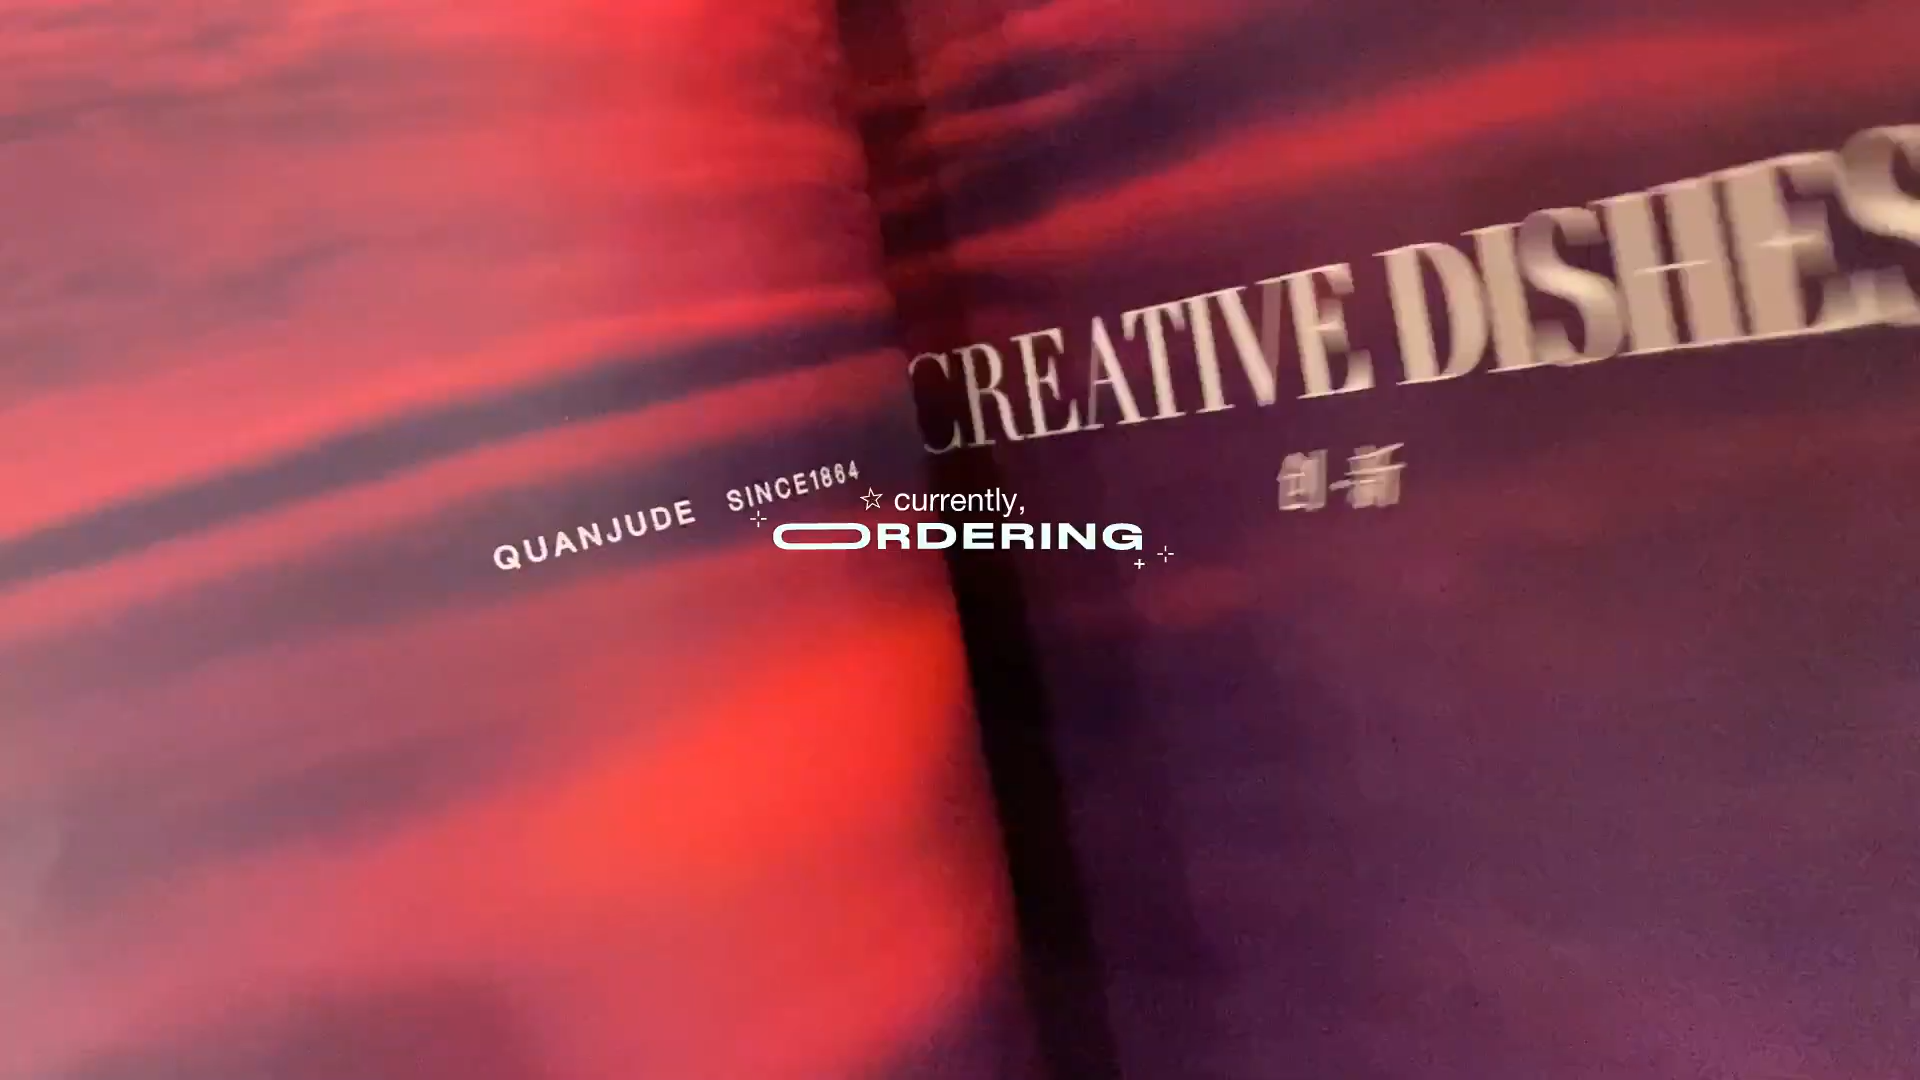 QUANJUDE SINCE1864
CREATIVE DISHES
创新
☆ currently,
ORDERING